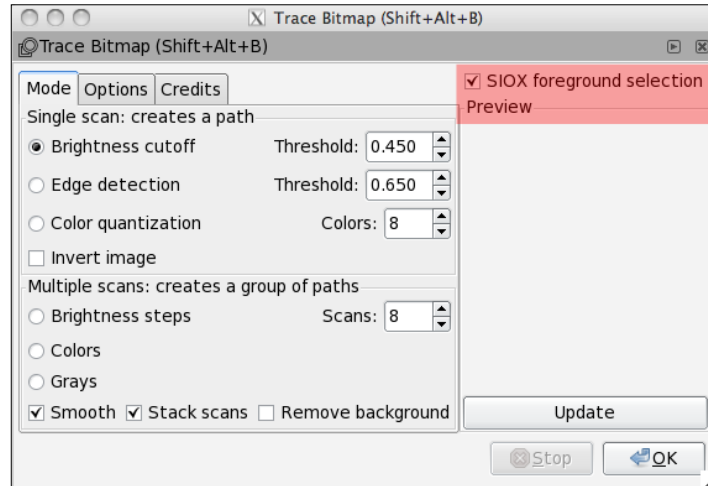 Trace Bitmap (Shift+Alt+B)
Trace Bitmap (Shift+Alt+B)
Mode Options Credits
SIOX foreground selection
Preview
Single scan: creates a path
Brightness cutoff Threshold: 0.450
Edge detection Threshold: 0.650
Color quantization Colors: 8
Invert image
Multiple scans: creates a group of paths
Brightness steps Scans: 8
Colors
Grays
Smooth Stack scans Remove background
Update
Stop OK